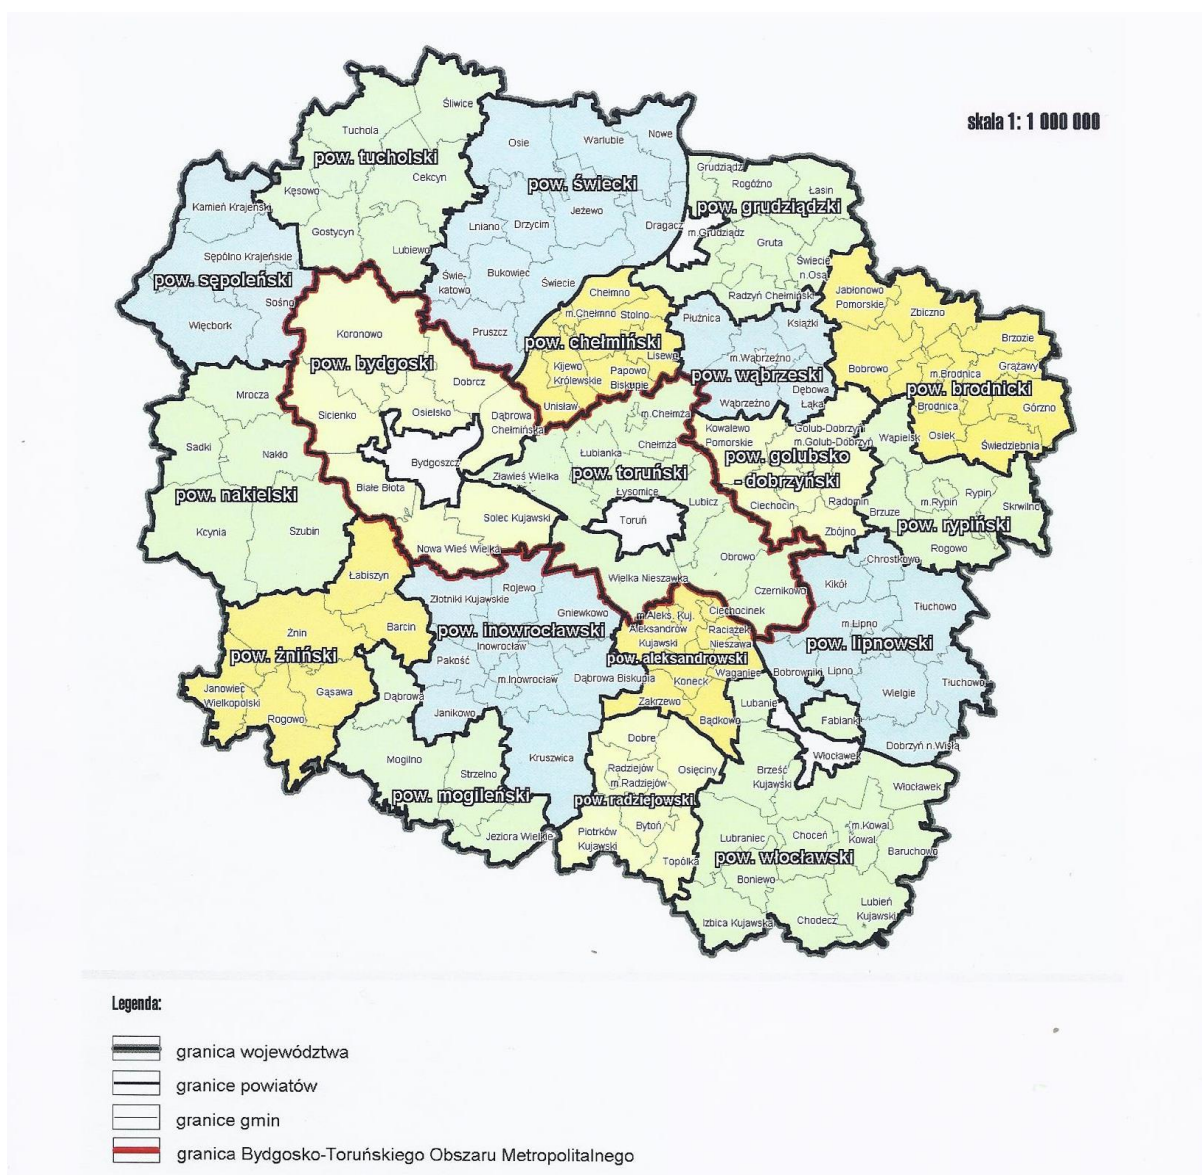 skala 1: 1 000 000
Śliwice
Tuchola
pow. tucholski
Cekcyn
Kęsowo
Gostycyn
Lubiewo
Osie
Warlubie
Nowe
pow. świecki
Jeżewo
Lniano
Drzycim
Dragacz
Bukowiec
Świe-
katowo
Świecie
Pruszcz
Grudziądz
Rogóźno
Łasin
pow. grudziądzki
m.Grudziądz
Gruta
Świecie
n.Osą
Radzyń Chełmiński
Kamień Krajeński
Sępólno Krajeńskie
pow. sępoleński
Sośno
Więcbork
Koronowo
pow. bydgoski
Dobrcz
Sicienko
Osielsko
Dąbrowa
Chełmińska
Bydgoszcz
Białe Błota
Solec Kujawski
Nowa Wieś Wielka
Chełmno
m.Chełmno
Stolno
pow. chełmiński
Lisewo
Kijewo
Królewskie
Papowo
Biskupie
Unisław
Płużnica
Książki
m.Wąbrzeźno
pow. wąbrzeski
Dębowa
Łąka
Wąbrzeźno
Jabłonowo
Pomorskie
Zbiczno
Brzozie
Grążawy
Bobrowo
m.Brodnica
pow. brodnicki
Brodnica
Górzno
Osiek
Świedziebnia
Mrocza
Sadki
Nakło
pow. nakielski
Kcynia
Szubin
m.Chełmża
Chełmża
Łubianka
Zławieś Wielka
pow. toruński
Łysomice
Lubicz
Toruń
Obrowo
Wielka Nieszawka
Czernikowo
Kowalewo
Pomorskie
Golub-Dobrzyń
m.Golub-Dobrzyń
pow. golubsko
- dobrzyński
Ciechocin
Radomin
Zbójno
Wąpielsk
Rypin
m.Rypin
Skrwilno
Brzuze
pow. rypiński
Rogowo
Łabiszyn
Barcin
Żnin
pow. żniński
Janowiec
Wielkopolski
Gąsawa
Rogowo
Rojewo
Złotniki Kujawskie
Gniewkowo
pow. inowrocławski
Inowrocław
Pakość
m.Inowrocław
Dąbrowa Biskupia
Janikowo
Kruszwica
m.Aleks. Kuj.
Ciechocinek
Aleksandrów
Kujawski
Raciążek
Nieszawa
pow. aleksandrowski
Waganiec
Koneck
Zakrzewo
Bądkowo
Chrostkowo
Kikół
Tłuchowo
m.Lipno
pow. lipnowski
Bobrowniki
Lipno
Tłuchowo
Wielgie
Dobrzyń n.Wisłą
Dąbrowa
Mogilno
Strzelno
pow. mogileński
Jeziora Wielkie
Dobre
Radziejów
m.Radziejów
Osięciny
pow. radziejowski
Piotrków
Kujawski
Bytoń
Topólka
Lubanie
Fabianki
Włocławek
Brześć
Kujawski
Włocławek
m.Kowal
Kowal
Choceń
Lubraniec
Baruchowo
pow. włocławski
Boniewo
Lubień
Kujawski
Izbica Kujawska
Chodecz
Legenda:
granica województwa
granice powiatów
granice gmin
granica Bydgosko-Toruńskiego Obszaru Metropolitalnego